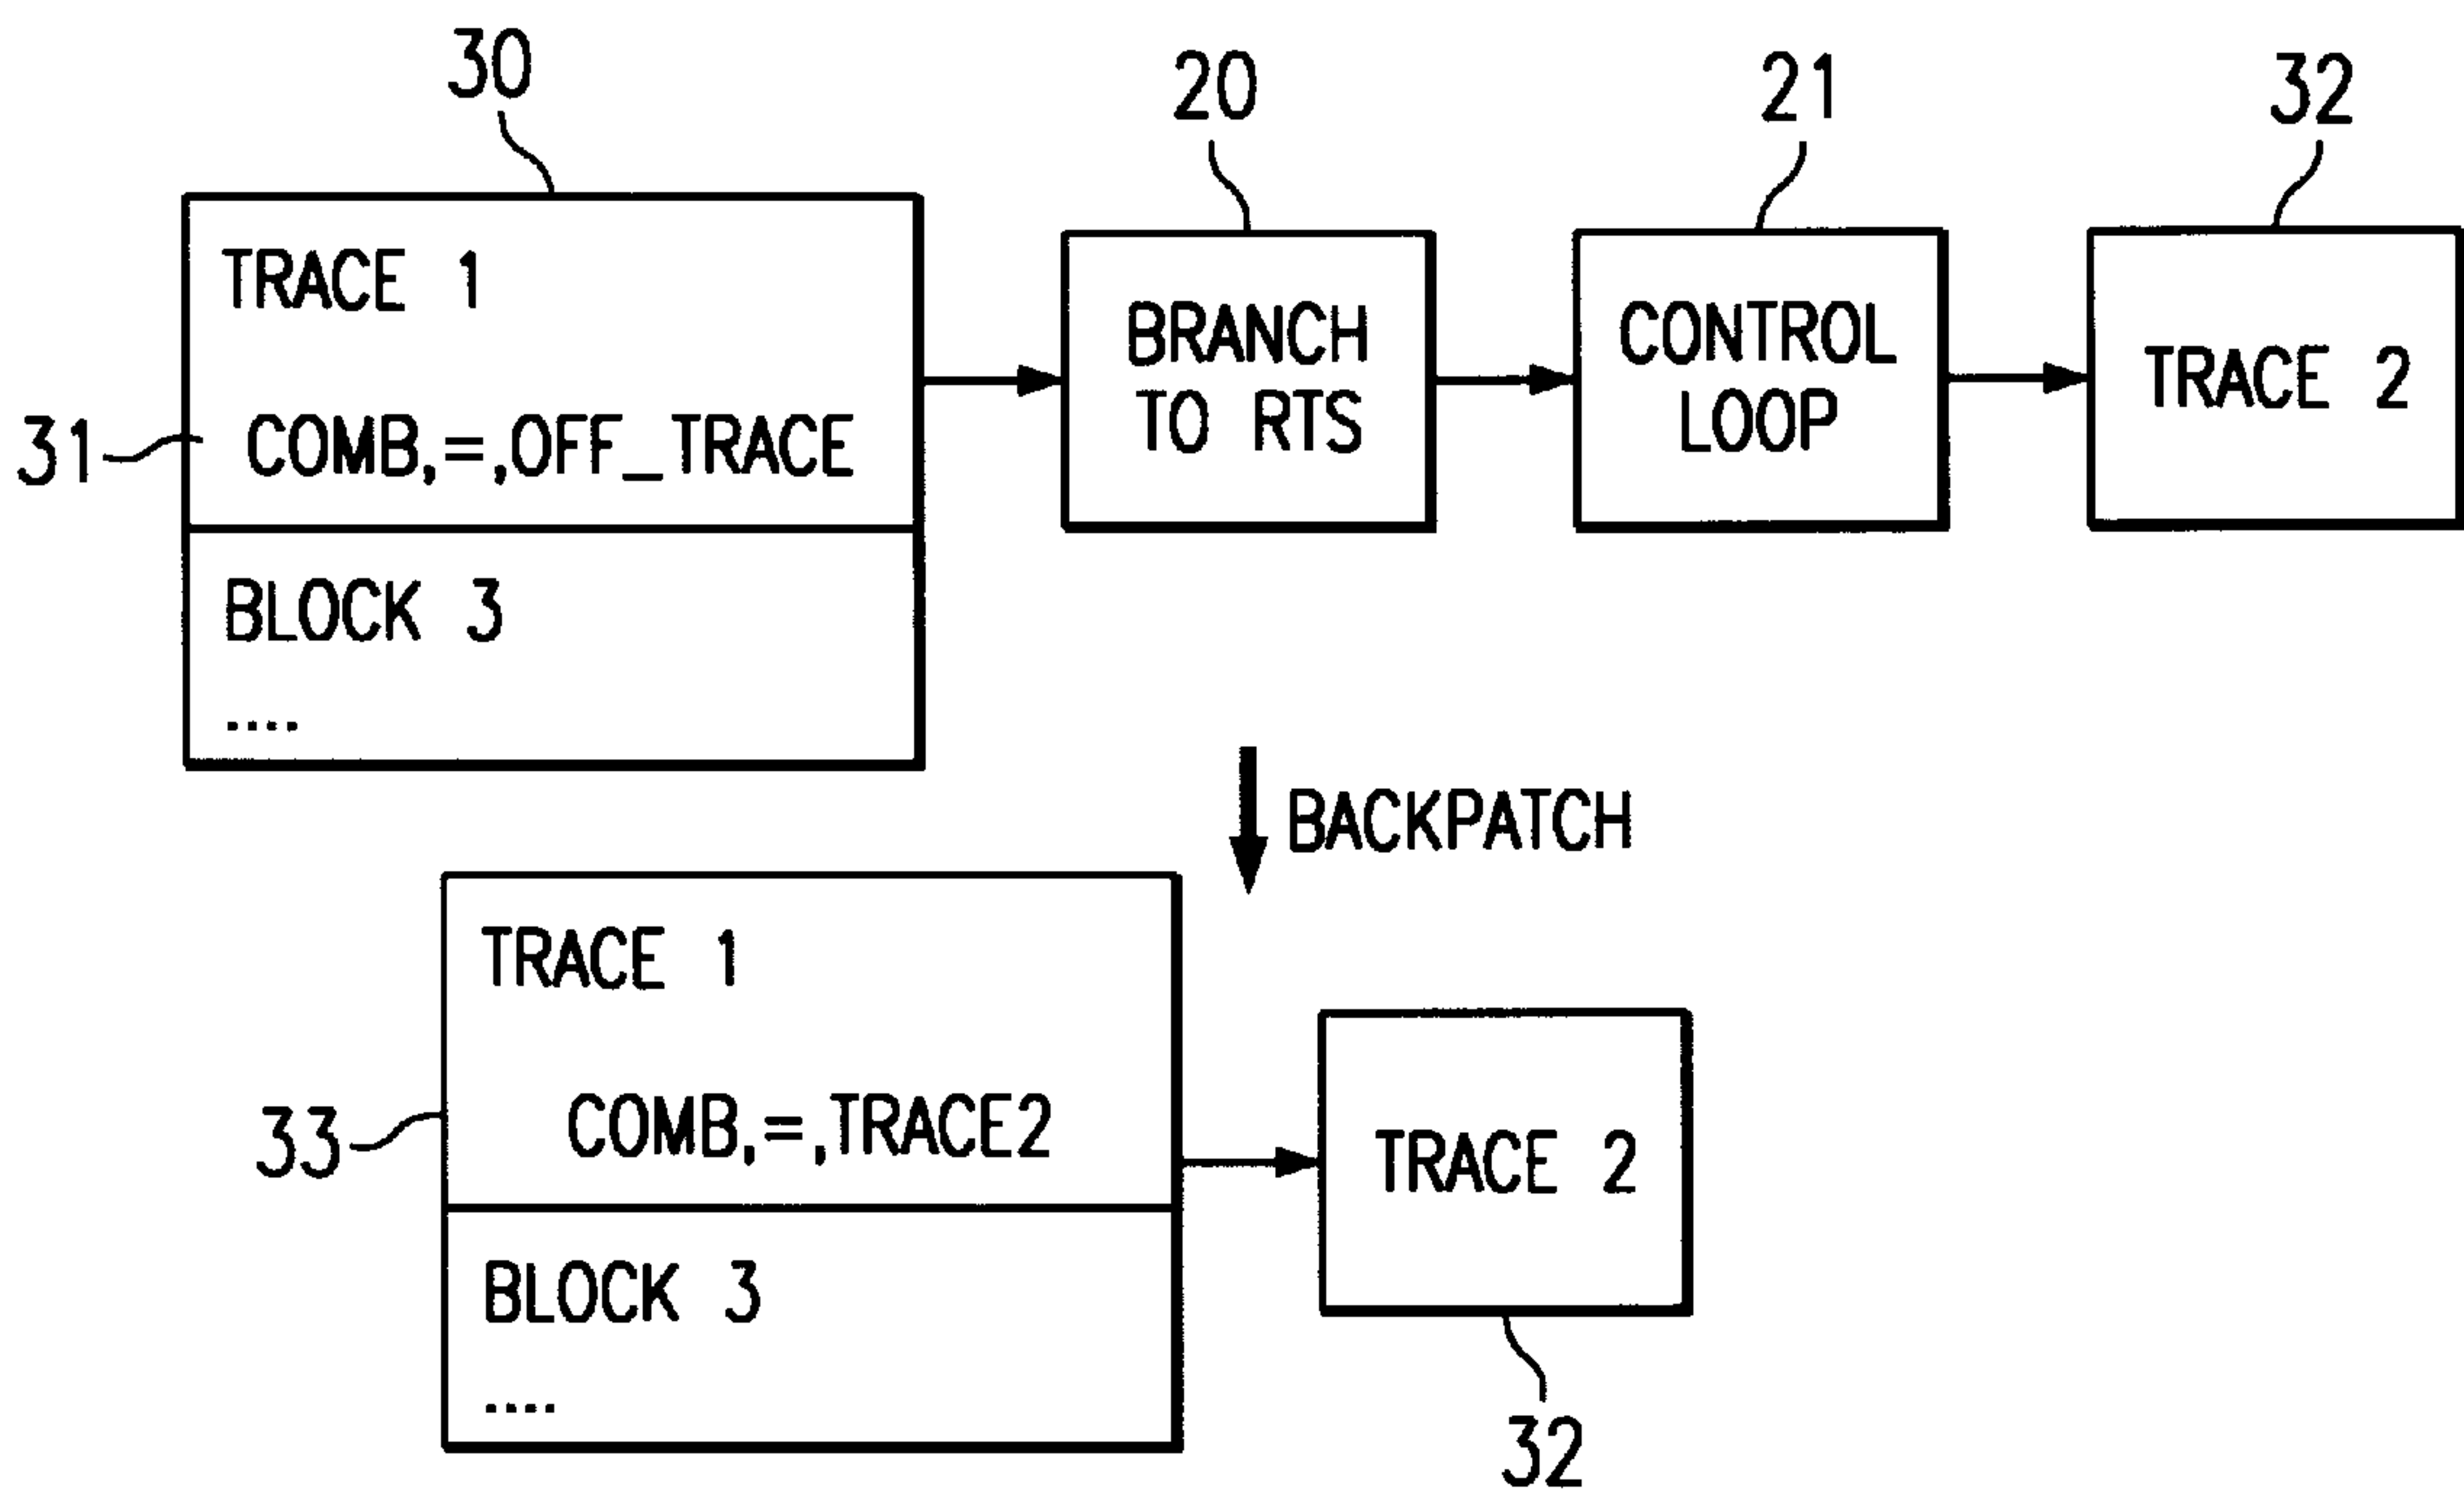 30
20
21
32
TRACE 1
31
COMB,=,OFF_TRACE
BLOCK 3
....
BRANCH
TO RTS
CONTROL
LOOP
TRACE 2
BACKPATCH
TRACE 1
33
COMB,=,TRACE2
BLOCK 3
....
TRACE 2
32